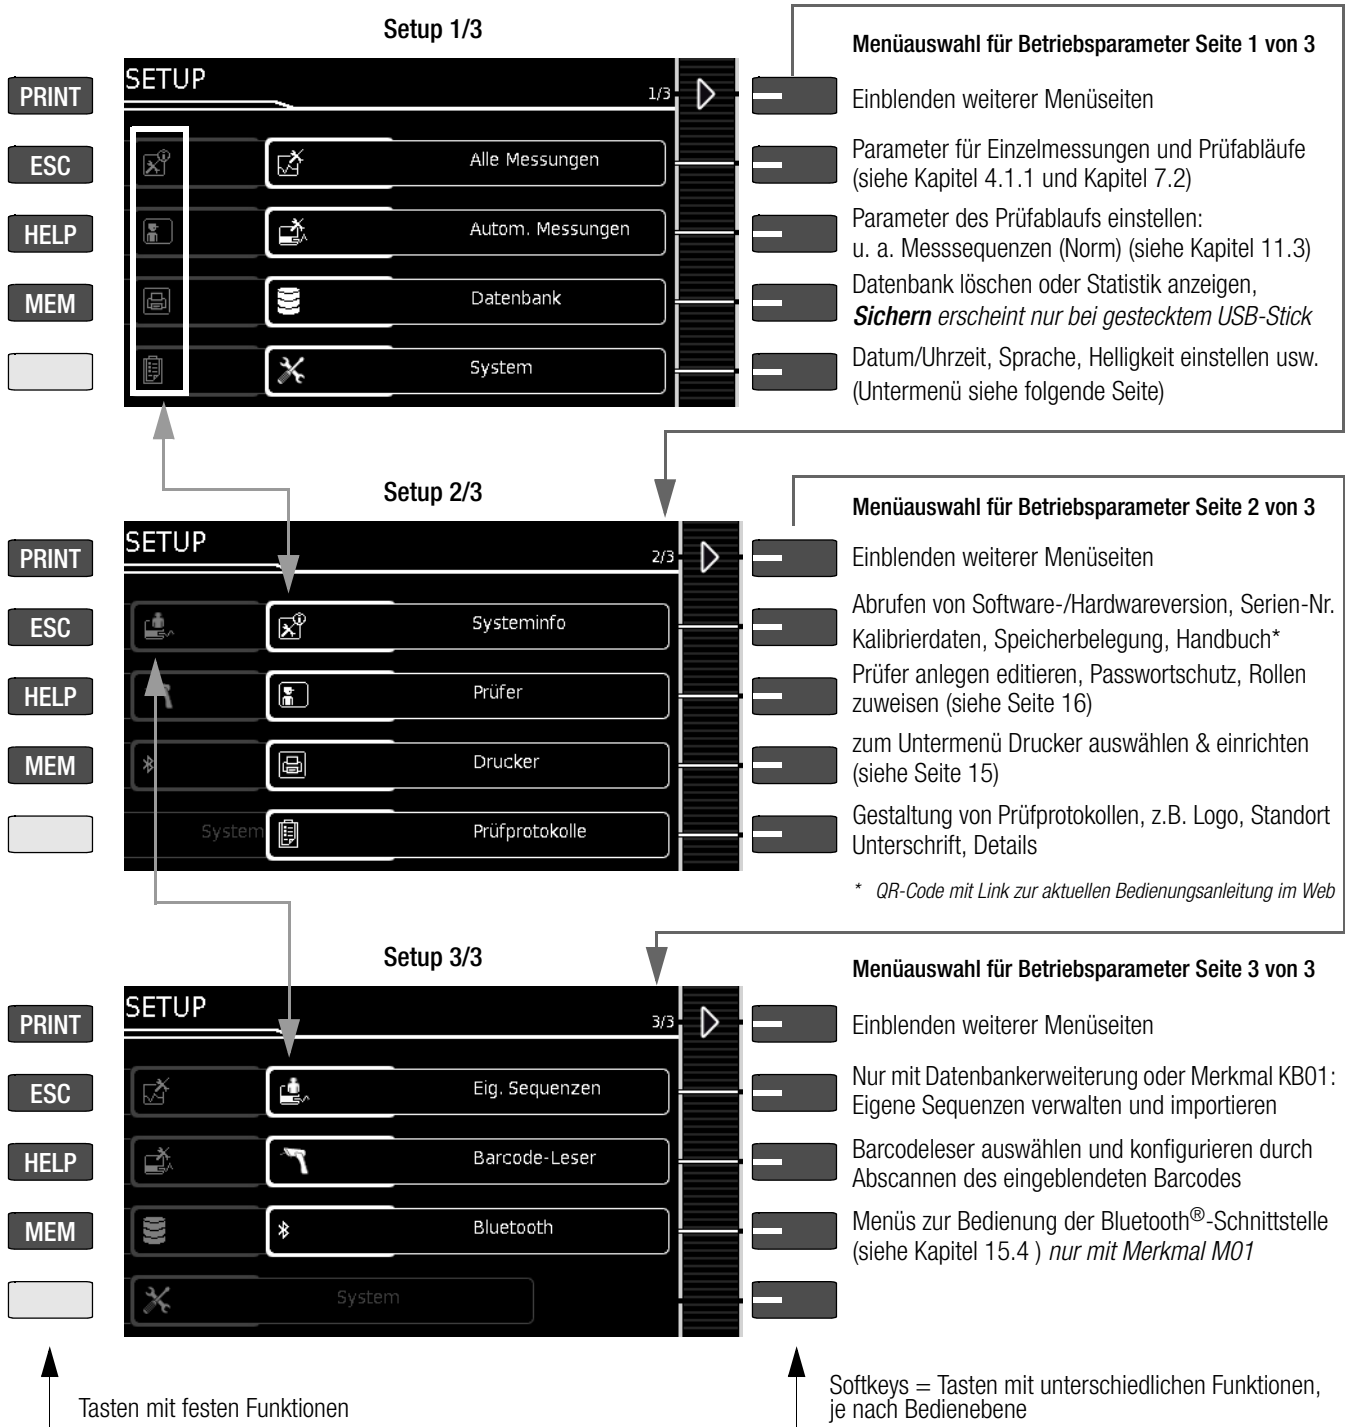 Setup 1/3
Menüauswahl für Betriebsparameter Seite 1 von 3
SETUP
1/3
PRINT
Einblenden weiterer Menüseiten
ESC
Alle Messungen
Parameter für Einzelmessungen und Prüfabläufe
(siehe Kapitel 4.1.1 und Kapitel 7.2)
HELP
Autom. Messungen
Parameter des Prüfablaufs einstellen:
u. a. Messsequenzen (Norm) (siehe Kapitel 11.3)
MEM
Datenbank
Datenbank löschen oder Statistik anzeigen,
Sichern erscheint nur bei gestecktem USB-Stick
System
Datum/Uhrzeit, Sprache, Helligkeit einstellen usw.
(Untermenü siehe folgende Seite)
Setup 2/3
Menüauswahl für Betriebsparameter Seite 2 von 3
SETUP
2/3
PRINT
Einblenden weiterer Menüseiten
ESC
Systeminfo
Abrufen von Software-/Hardwareversion, Serien-Nr.
Kalibrierdaten, Speicherbelegung, Handbuch*
HELP
Prüfer
Prüfer anlegen editieren, Passwortschutz, Rollen
zuweisen (siehe Seite 16)
MEM
Drucker
zum Untermenü Drucker auswählen & einrichten
(siehe Seite 15)
System
Prüfprotokolle
Gestaltung von Prüfprotokollen, z.B. Logo, Standort
Unterschrift, Details
* QR-Code mit Link zur aktuellen Bedienungsanleitung im Web
Setup 3/3
Menüauswahl für Betriebsparameter Seite 3 von 3
SETUP
3/3
PRINT
Einblenden weiterer Menüseiten
ESC
Eig. Sequenzen
Nur mit Datenbankerweiterung oder Merkmal KB01:
Eigene Sequenzen verwalten und importieren
HELP
Barcode-Leser
Barcodeleser auswählen und konfigurieren durch
Abscannen des eingeblendeten Barcodes
MEM
Bluetooth
Menüs zur Bedienung der Bluetooth®-Schnittstelle
(siehe Kapitel 15.4 ) nur mit Merkmal M01
System
Tasten mit festen Funktionen
Softkeys = Tasten mit unterschiedlichen Funktionen,
je nach Bedienebene